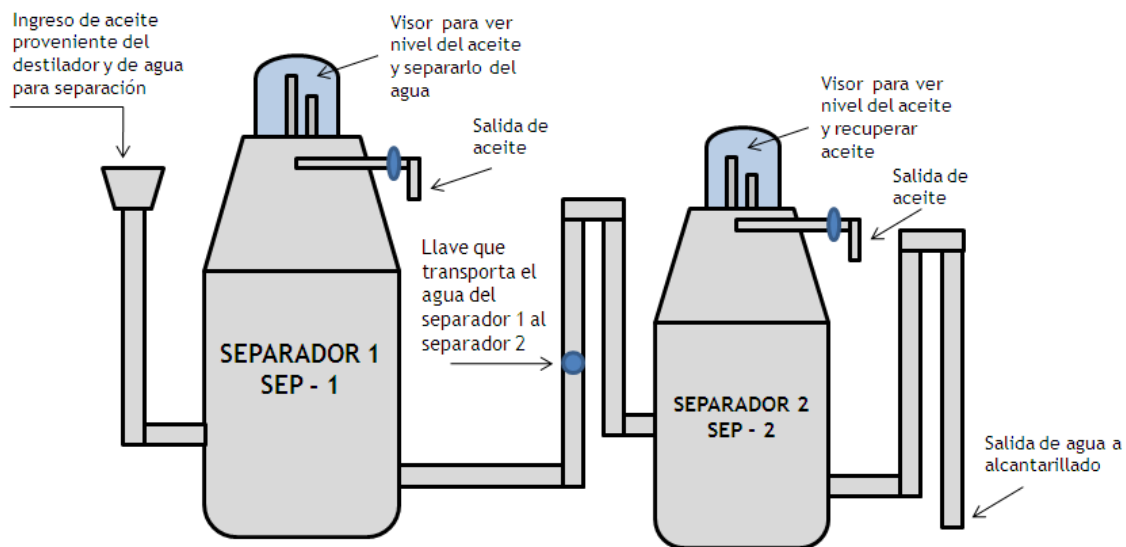 Ingreso de aceite
proveniente del
destilador y de agua
para separación
Visor para ver
nivel del aceite
y separarlo del
agua
Salida de
aceite
Visor para ver
nivel del aceite
y recuperar
aceite
Salida de
aceite
Llave que
transporta el
agua del
separador 1 al
separador 2
SEPARADOR 1
SEP - 1
SEPARADOR 2
SEP - 2
Salida de agua a
alcantarillado